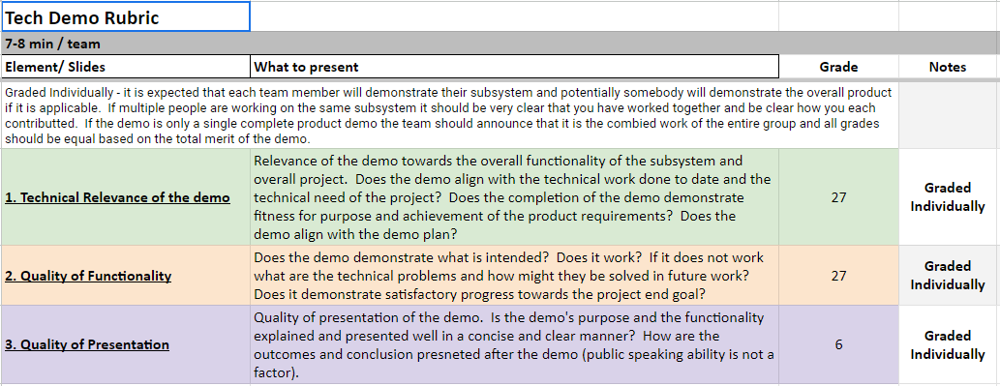 Tech Demo Rubric
7-8 min / team
Element/ Slides What to present Grade Notes
Graded Individually - it is expected that each team member will demonstrate their subsystem and potentially somebody will demonstrate the overall product
if it is applicable.  If multiple people are working on the same subsystem it should be very clear that you have worked together and be clear how you each
contributted.  If the demo is only a single complete product demo the team should announce that it is the combied work of the entire group and all grades
should be equal based on the total merit of the demo.
1. Technical Relevance of the demo
Relevance of the demo towards the overall functionality of the subsystem and
overall project.  Does the demo align with the technical work done to date and the
technical need of the project?  Does the completion of the demo demonstrate
fitness for purpose and achievement of the product requirements?  Does the
demo align with the demo plan?
27
Graded
Individually
2. Quality of Functionality
Does the demo demonstrate what is intended?  Does it work?  If it does not work
what are the technical problems and how might they be solved in future work?
Does it demonstrate satisfactory progress towards the project end goal?
27
Graded
Individually
3. Quality of Presentation
Quality of presentation of the demo.  Is the demo's purpose and the functionality
explained and presented well in a concise and clear manner?  How are the
outcomes and conclusion presneted after the demo (public speaking ability is not a
factor).
6
Graded
Individually